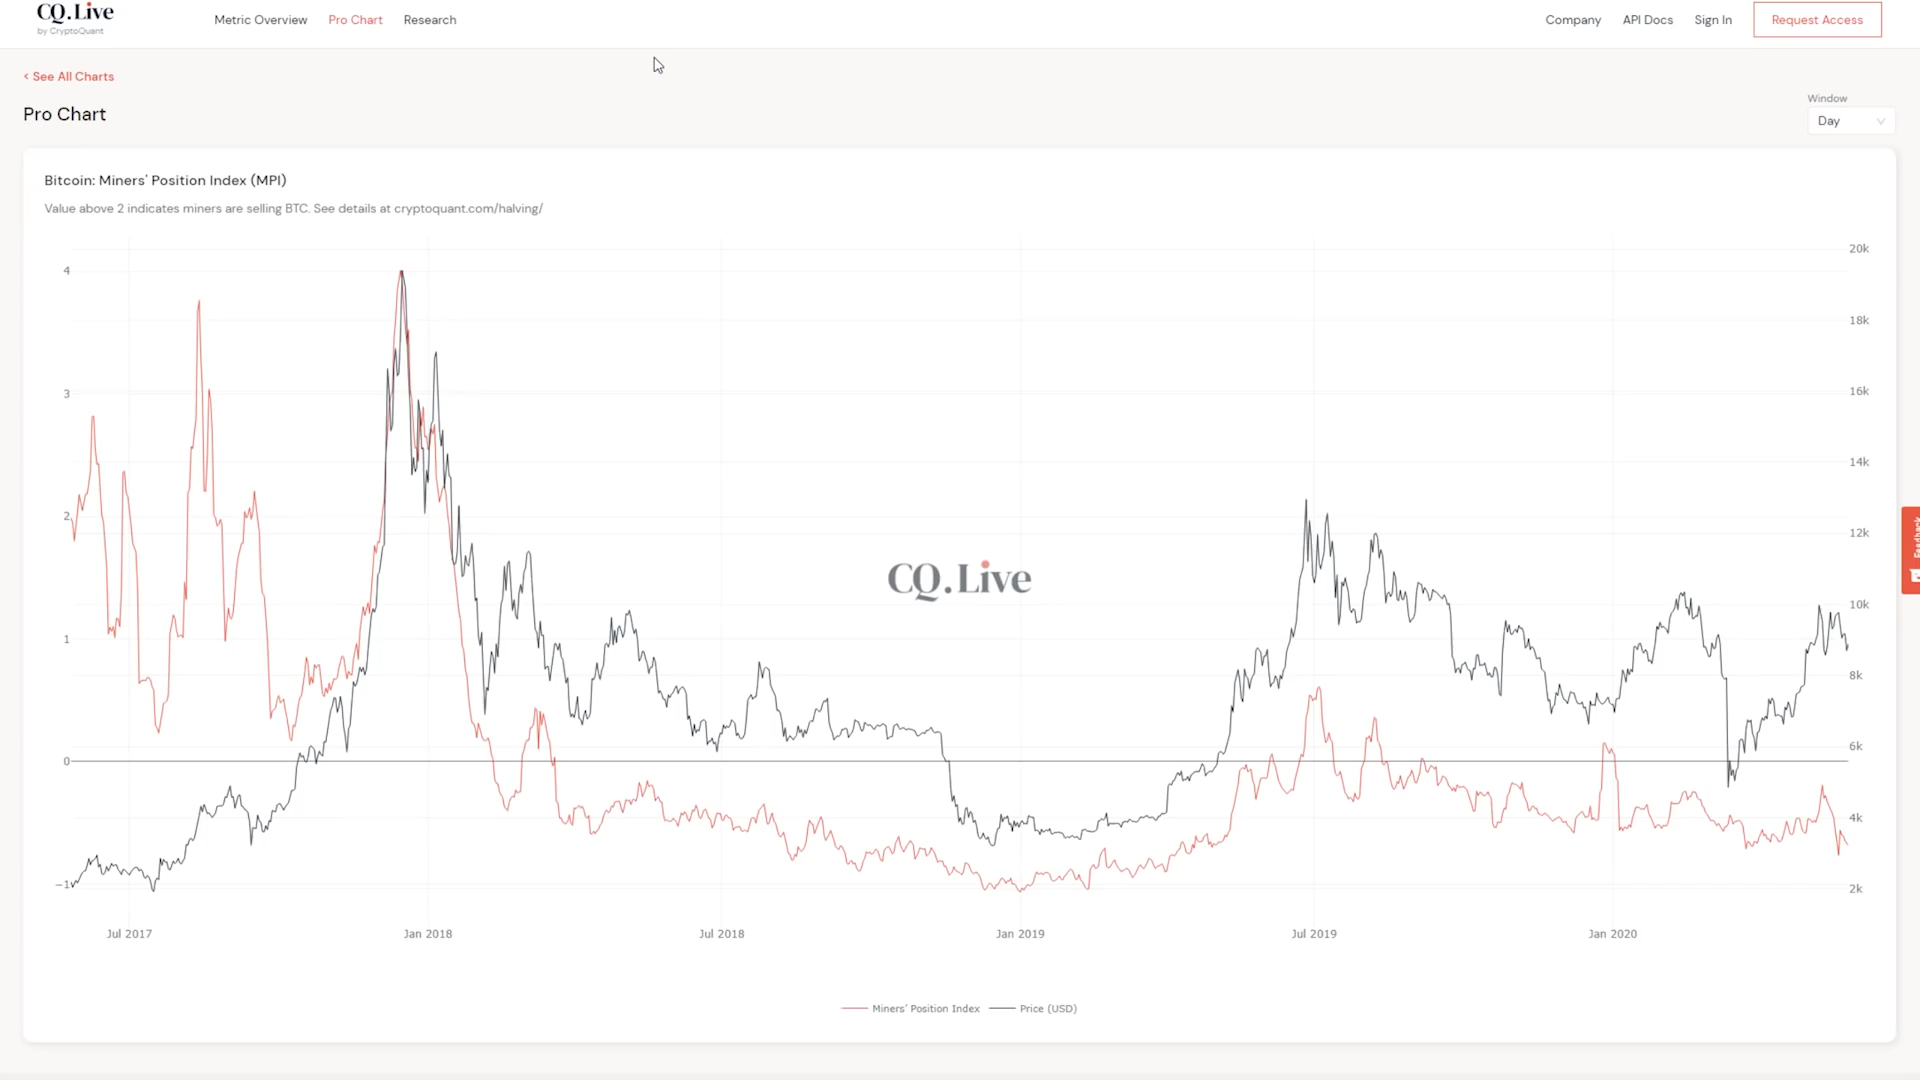 CQ.Live
by CryptoQuant
Metric Overview
Pro Chart
Research
Company
API Docs
Sign In
Request Access
< See All Charts
Pro Chart
Window
Day
Bitcoin: Miners' Position Index (MPI)
Value above 2 indicates miners are selling BTC. See details at cryptoquant.com/halving/
4
3
2
1
0
−1
20k
18k
16k
14k
12k
10k
8k
6k
4k
2k
CQ.Live
Feedback
Jul 2017
Jan 2018
Jul 2018
Jan 2019
Jul 2019
Jan 2020
Miners' Position Index
Price (USD)